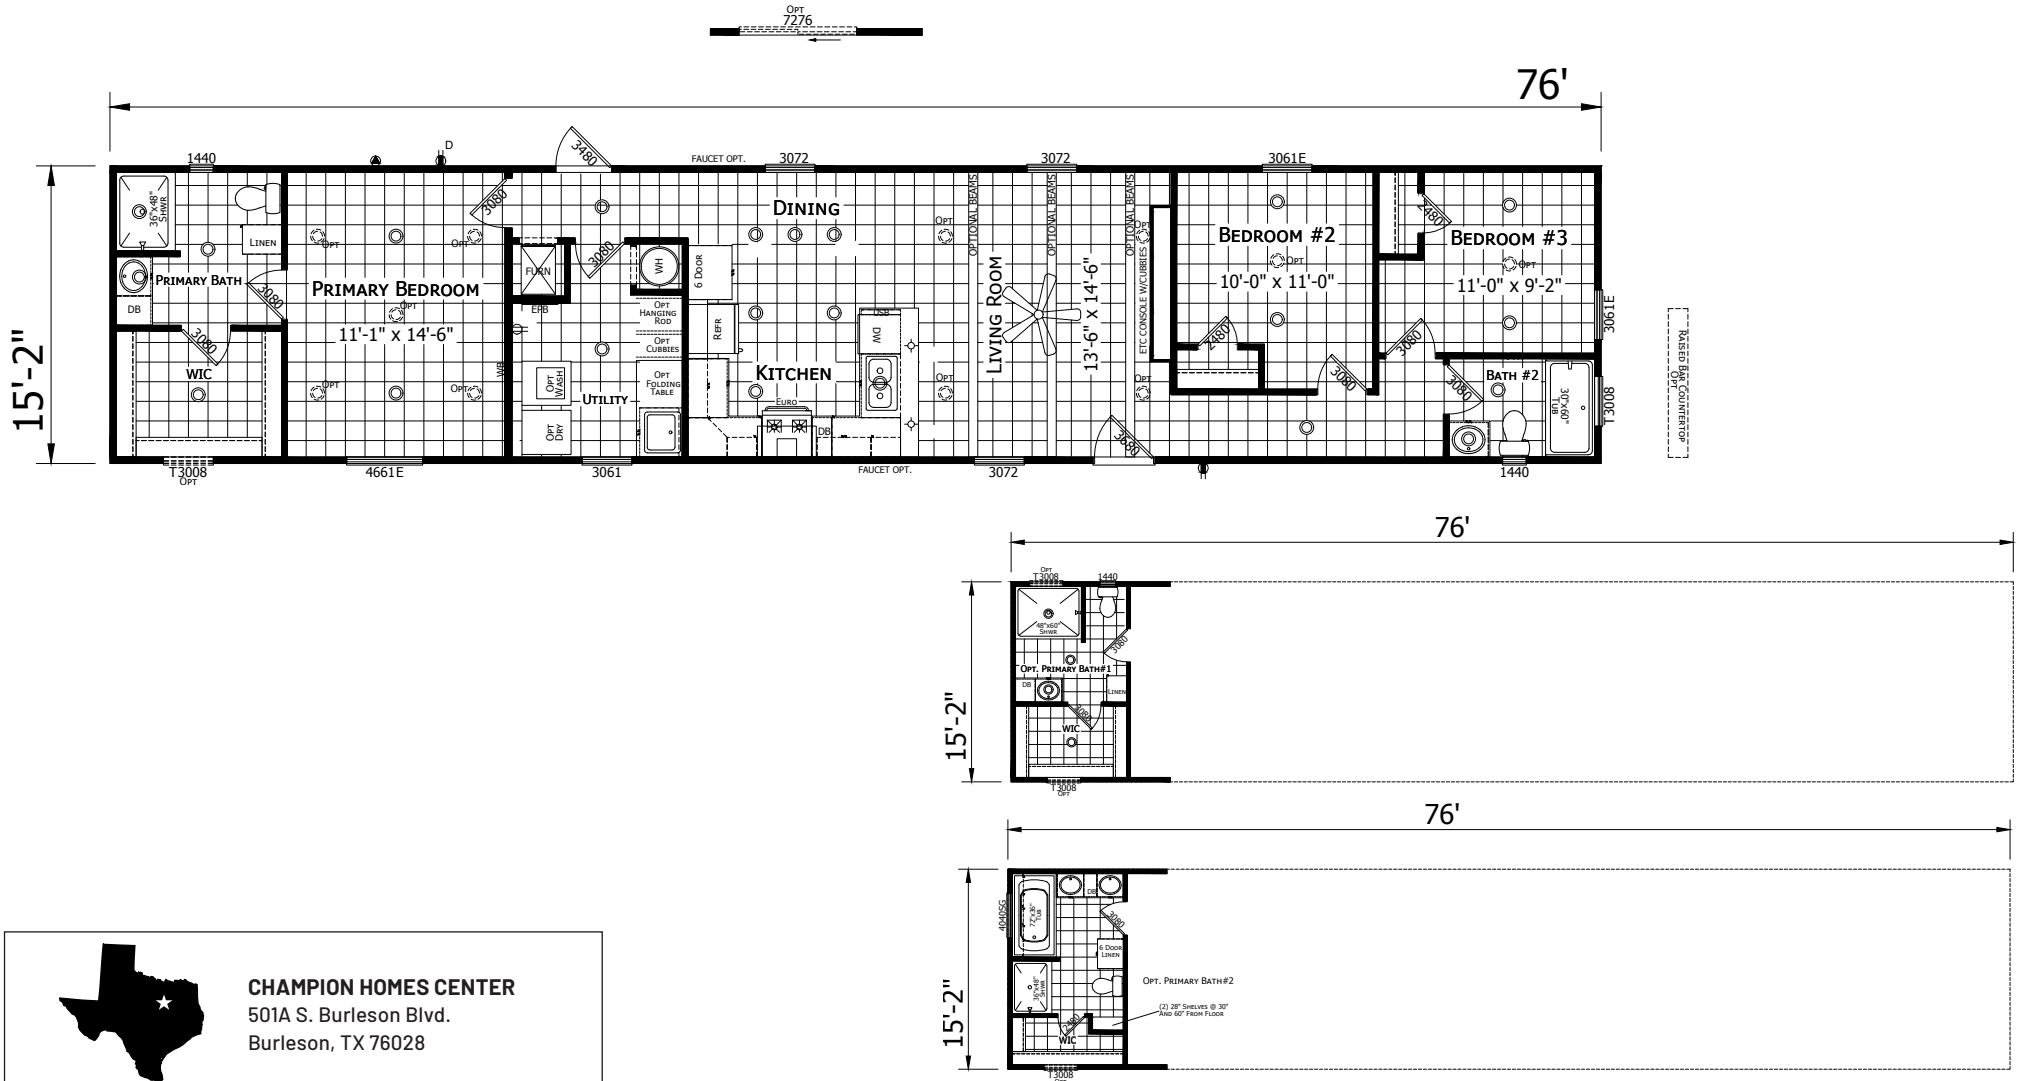 OPT
7276
76'
15'-2"
1440
D
3480
FAUCET OPT.
3072
3072
3061E
36"x48"
SHWR
LINEN
PRIMARY BATH
DB
3080
3080
WIC
T3008
OPT
3080
OPT
OPT
PRIMARY BEDROOM
OPT
11'-1" x 14'-6"
OPT
OPT
4661E
FURN
EPB
3080
WH
6 DOOR
OPT
HANGING
ROD
OPT
CUBBIES
OPT
FOLDING
TABLE
WB
OPT
WASH
OPT
DRY
UTILITY
3061
DINING
REFR
KITCHEN
EURO
DB
USB
DW
FAUCET OPT.
OPT
OPT
OPTIONAL BEAMS
OPTIONAL BEAMS
OPTIONAL BEAMS
LIVING ROOM
13'-6" x 14'-6"
OPT
OPT
ETC CONSOLE W/CUBBIES
3072
3680
BEDROOM #2
OPT
10'-0" x 11'-0"
2480
3080
2480
BEDROOM #3
OPT
11'-0" x 9'-2"
3061E
3080
3080
BATH #2
30"x60"
TUB
T3008
1440
RAISED BAR COUNTERTOP
OPT
76'
15'-2"
OPT
T3008
1440
48"x60"
SHWR
3080
OPT. PRIMARY BATH#1
DB
LINEN
3080
WIC
T3008
OPT
76'
15'-2"
4040SG
72"x36"
TUB
DB
3080
6 DOOR
LINEN
36"x48"
SHWR
OPT. PRIMARY BATH#2
(2) 28" SHELVES @ 30"
AND 60" FROM FLOOR
2480
WIC
T3008
OPT
CHAMPION HOMES CENTER
501A S. Burleson Blvd.
Burleson, TX 76028